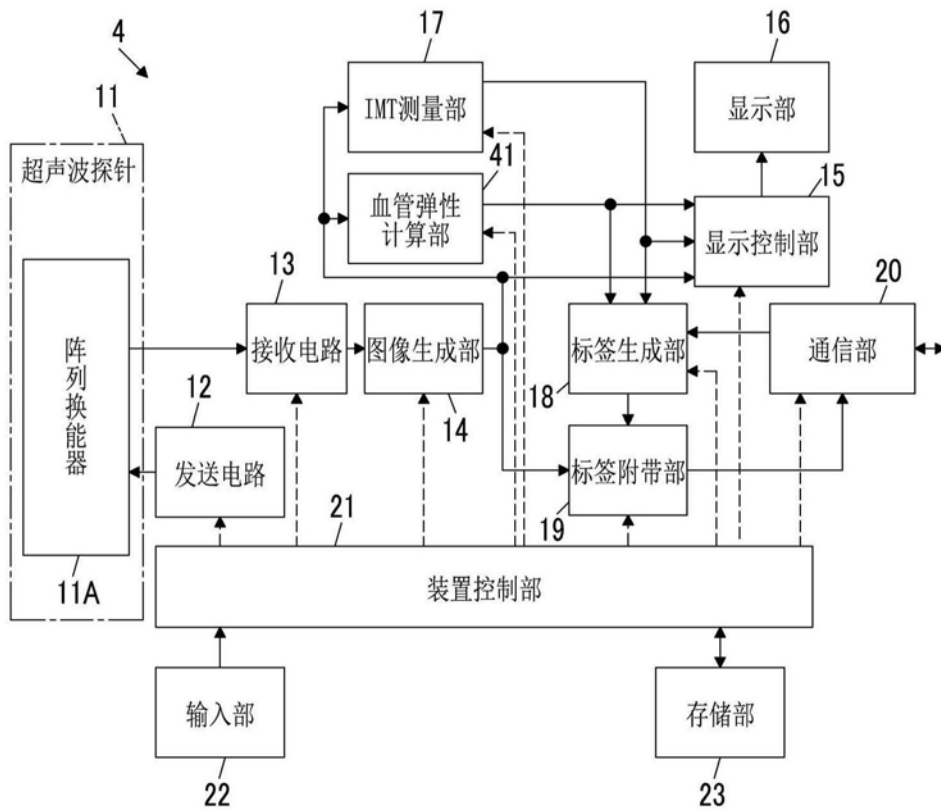 4
17
16
11
IMT测量部
显示部
超声波探针
41
15
血管弹性
计算部
显示控制部
13
20
阵列换能器
接收电路
图像生成部
标签生成部
通信部
12
14
18
发送电路
标签附带部
21
19
11A
装置控制部
输入部
存储部
22
23